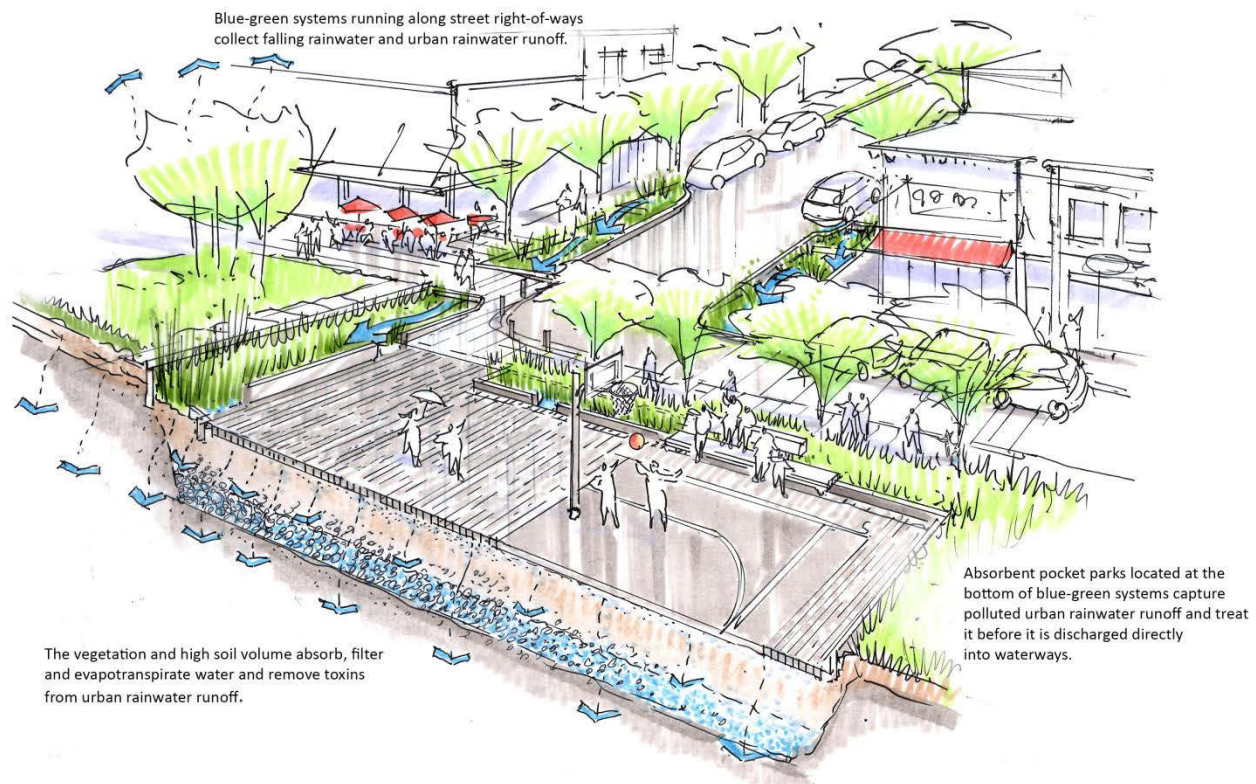 Blue-green systems running along street right-of-ways
collect falling rainwater and urban rainwater runoff.
Absorbent pocket parks located at the
bottom of blue-green systems capture
polluted urban rainwater runoff and treat
it before it is discharged directly
into waterways.
The vegetation and high soil volume absorb, filter
and evapotranspirate water and remove toxins
from urban rainwater runoff.